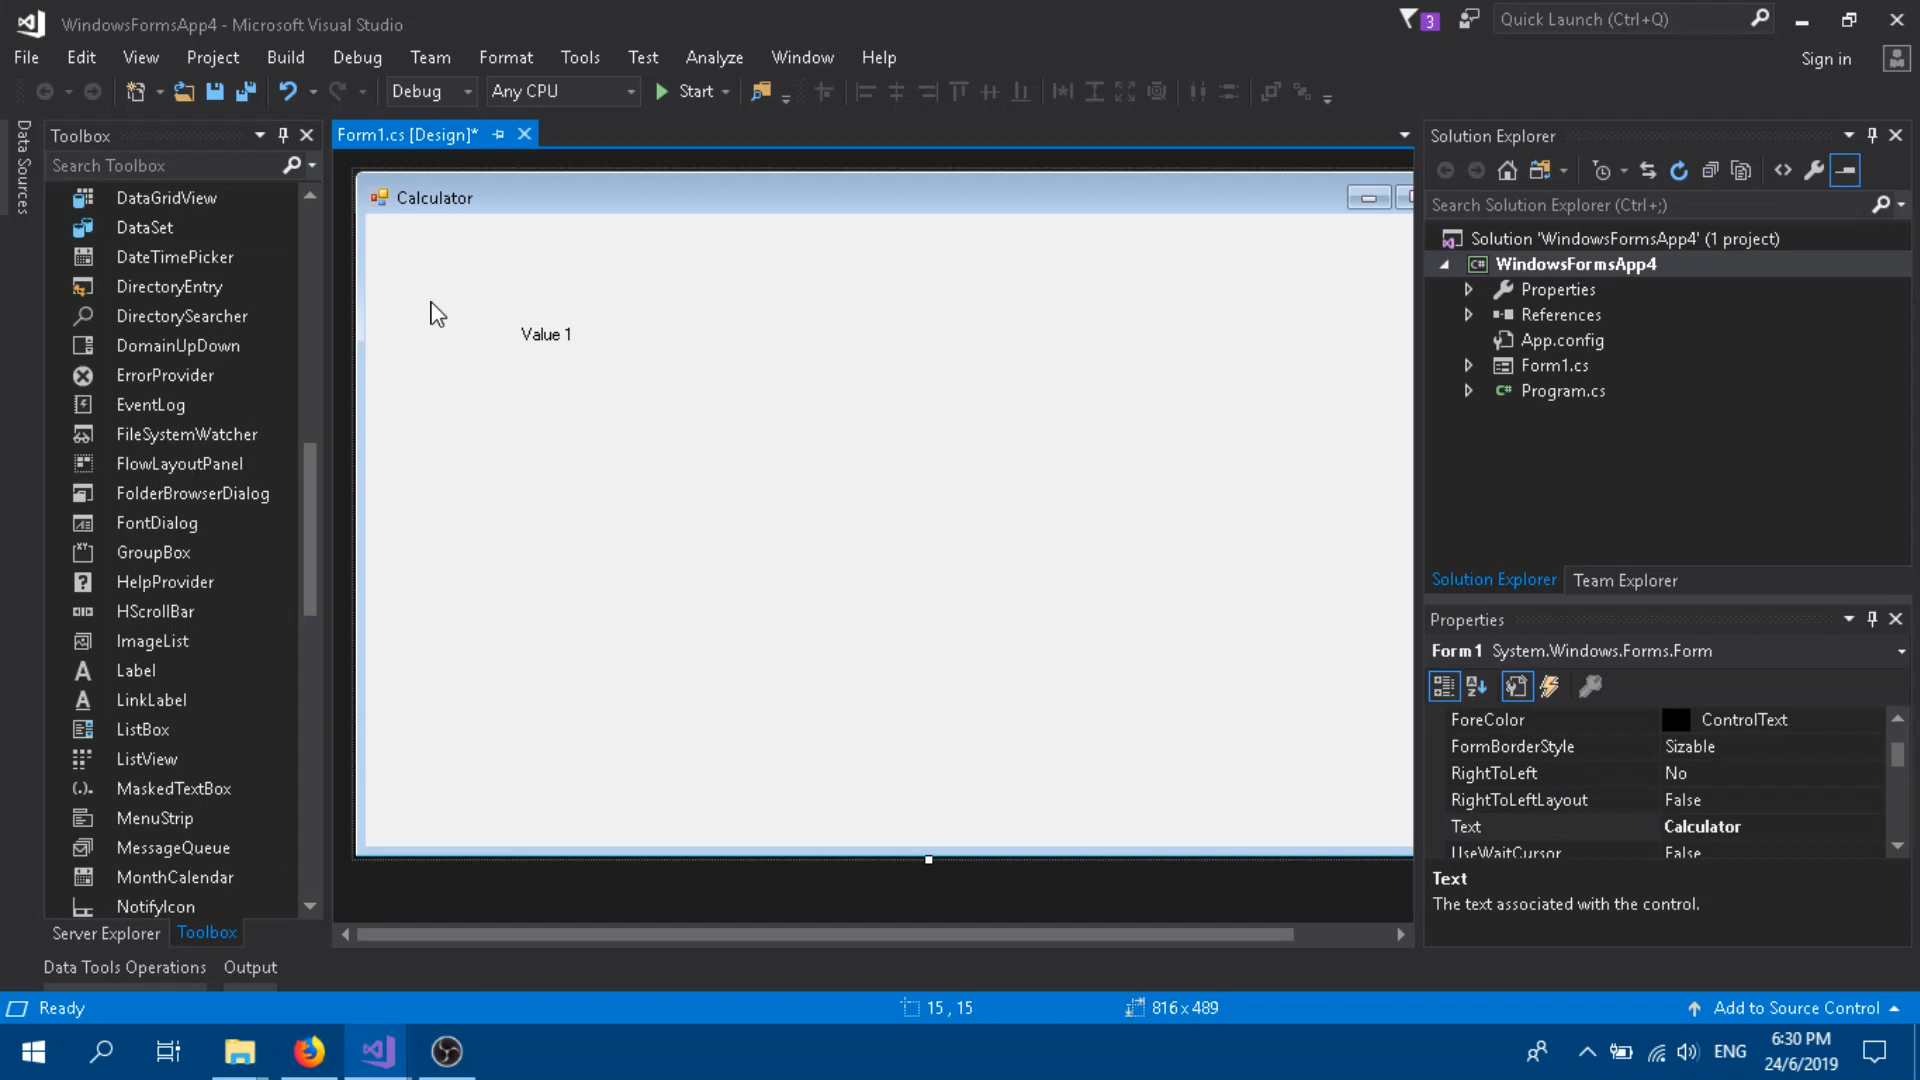 WindowsFormsApp4 - Microsoft Visual Studio
3
Quick Launch (Ctrl+Q)
File Edit View Project Build Debug Team Format Tools Test Analyze Window Help
Sign in
Debug Any CPU Start
Data Sources
Toolbox
Search Toolbox
DataGridView
DataSet
DateTimePicker
DirectoryEntry
DirectorySearcher
DomainUpDown
ErrorProvider
EventLog
FileSystemWatcher
FlowLayoutPanel
FolderBrowserDialog
FontDialog
GroupBox
HelpProvider
HScrollBar
ImageList
Label
LinkLabel
ListBox
ListView
MaskedTextBox
MenuStrip
MessageQueue
MonthCalendar
NotifyIcon
Server Explorer Toolbox
Data Tools Operations Output
Form1.cs [Design]*
Calculator
Value 1
Solution Explorer
Search Solution Explorer (Ctrl+;)
Solution 'WindowsFormsApp4' (1 project)
C# WindowsFormsApp4
Properties
References
App.config
Form1.cs
C# Program.cs
Solution Explorer Team Explorer
Properties
Form1 System.Windows.Forms.Form
ForeColor ControlText
FormBorderStyle Sizable
RightToLeft No
RightToLeftLayout False
Text Calculator
UseWaitCursor False
Text
The text associated with the control.
Ready 15 , 15 816 x 489 Add to Source Control
ENG
6:30 PM
24/6/2019